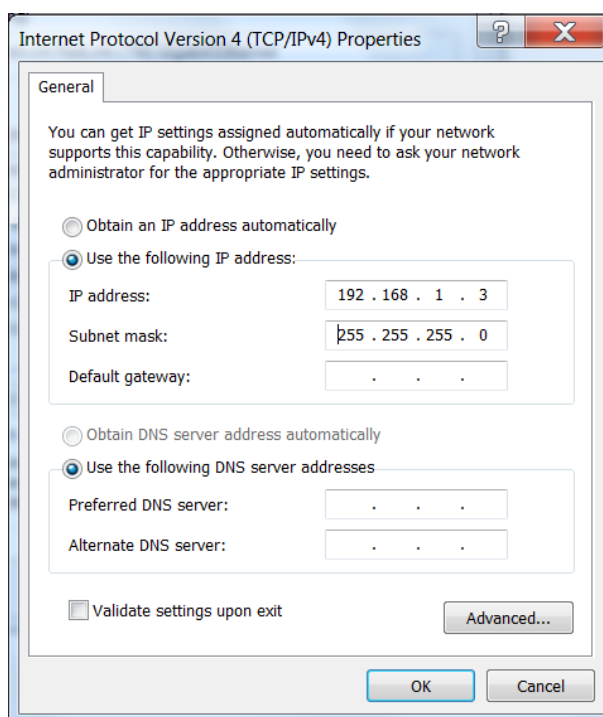 Internet Protocol Version 4 (TCP/IPv4) Properties
?
X
General
You can get IP settings assigned automatically if your network
supports this capability. Otherwise, you need to ask your network
administrator for the appropriate IP settings.
Obtain an IP address automatically
Use the following IP address:
IP address: 192 . 168 . 1 . 3
Subnet mask: 255 . 255 . 255 . 0
Default gateway: . . .
Obtain DNS server address automatically
Use the following DNS server addresses
Preferred DNS server: . . .
Alternate DNS server: . . .
Validate settings upon exit
Advanced...
OK Cancel